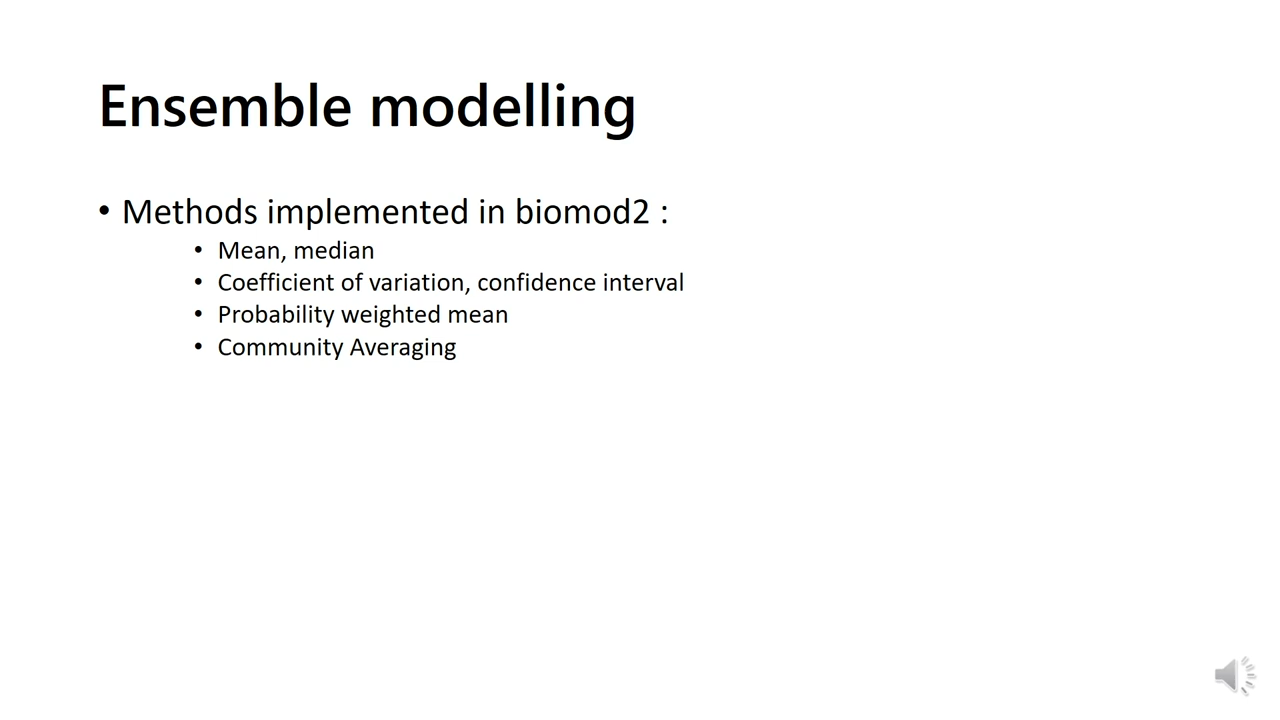 Ensemble modelling
• Methods implemented in biomod2 :
• Mean, median
• Coefficient of variation, confidence interval
• Probability weighted mean
• Community Averaging